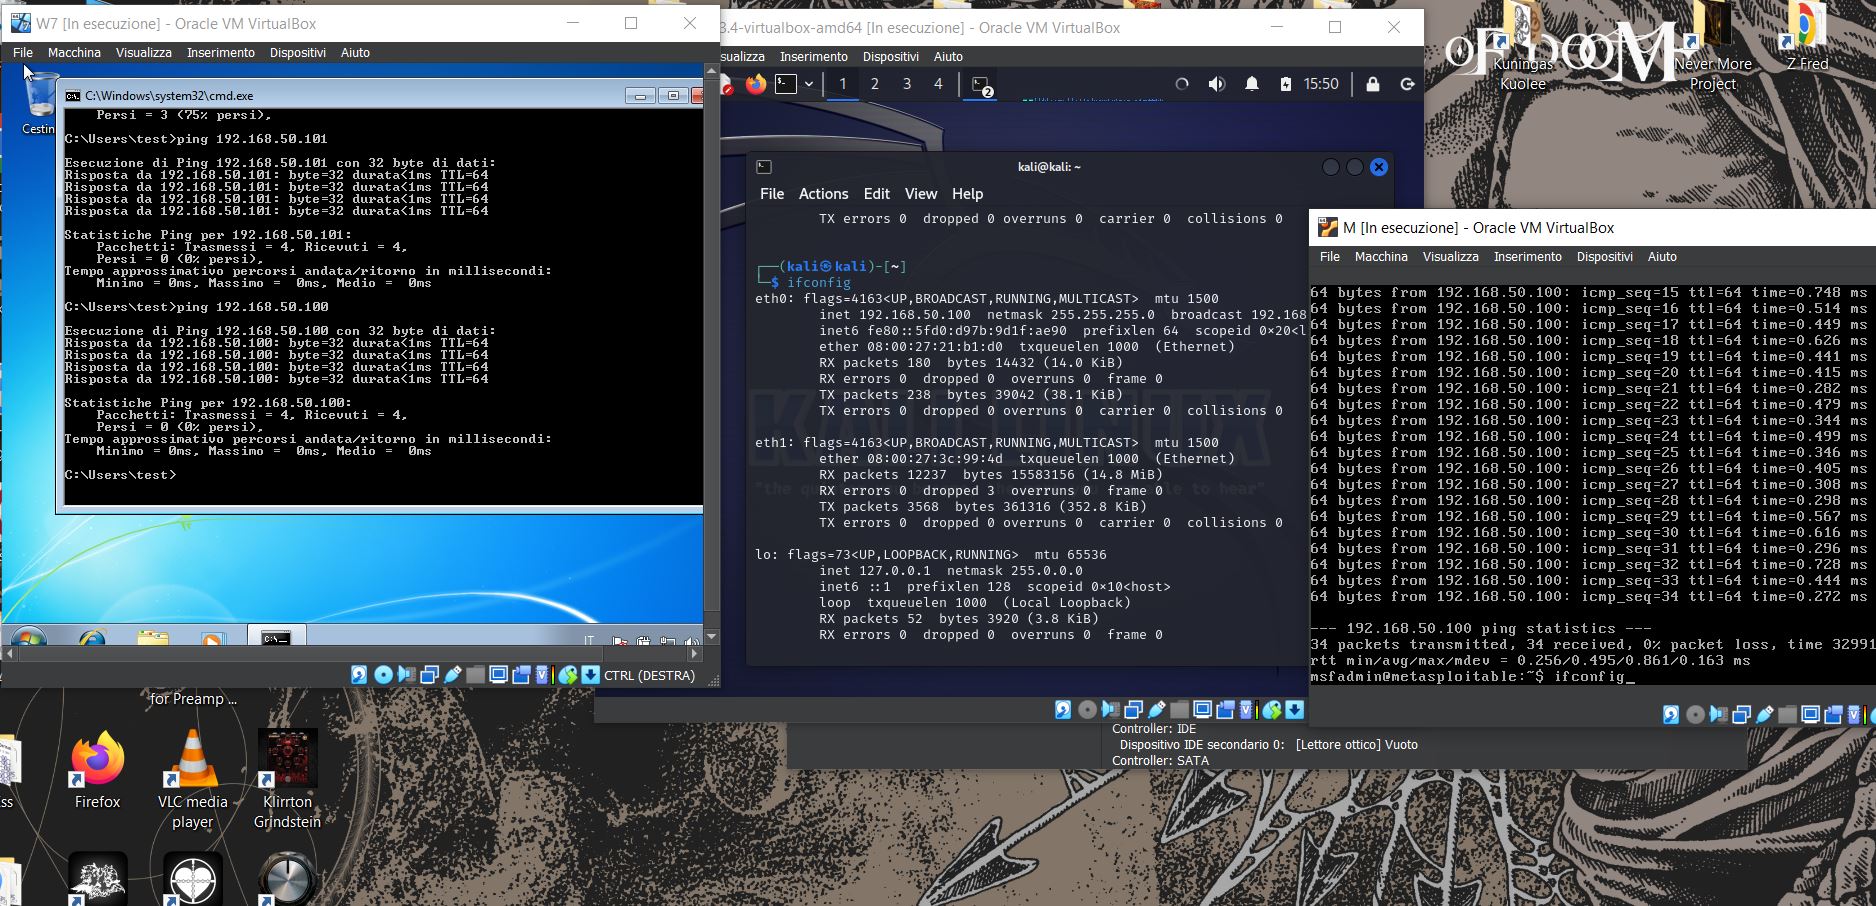 W7 [In esecuzione] - Oracle VM VirtualBox
File Macchina Visualizza Inserimento Dispositivi Aiuto
Cestin
C:\Windows\system32\cmd.exe
Persi = 3 (75% persi),
C:\Users\test>ping 192.168.50.101
Esecuzione di Ping 192.168.50.101 con 32 byte di dati:
Risposta da 192.168.50.101: byte=32 durata<1ms TTL=64
Risposta da 192.168.50.101: byte=32 durata<1ms TTL=64
Risposta da 192.168.50.101: byte=32 durata<1ms TTL=64
Risposta da 192.168.50.101: byte=32 durata<1ms TTL=64
Statistiche Ping per 192.168.50.101:
Pacchetti: Trasmessi = 4, Ricevuti = 4,
Persi = 0 (0% persi),
Tempo approssimativo percorsi andata/ritorno in millisecondi:
Minimo = 0ms, Massimo = 0ms, Medio = 0ms
C:\Users\test>ping 192.168.50.100
Esecuzione di Ping 192.168.50.100 con 32 byte di dati:
Risposta da 192.168.50.100: byte=32 durata<1ms TTL=64
Risposta da 192.168.50.100: byte=32 durata<1ms TTL=64
Risposta da 192.168.50.100: byte=32 durata<1ms TTL=64
Risposta da 192.168.50.100: byte=32 durata<1ms TTL=64
Statistiche Ping per 192.168.50.100:
Pacchetti: Trasmessi = 4, Ricevuti = 4,
Persi = 0 (0% persi),
Tempo approssimativo percorsi andata/ritorno in millisecondi:
Minimo = 0ms, Massimo = 0ms, Medio = 0ms
C:\Users\test>
IT
CTRL (DESTRA)
3.4-virtualbox-amd64 [In esecuzione] - Oracle VM VirtualBox
sualizza Inserimento Dispositivi Aiuto
1 2 3 4 2 15:50
kali@kali: ~
File Actions Edit View Help
TX errors 0 dropped 0 overruns 0 carrier 0 collisions 0
(kali㉿kali)-[~]
$ ifconfig
eth0: flags=4163<UP,BROADCAST,RUNNING,MULTICAST> mtu 1500
inet 192.168.50.100 netmask 255.255.255.0 broadcast 192.168
inet6 fe80::5fd0:d97b:9d1f:ae90 prefixlen 64 scopeid 0×20<l
ether 08:00:27:21:b1:d0 txqueuelen 1000 (Ethernet)
RX packets 180 bytes 14432 (14.0 KiB)
RX errors 0 dropped 0 overruns 0 frame 0
TX packets 238 bytes 39042 (38.1 KiB)
TX errors 0 dropped 0 overruns 0 carrier 0 collisions 0
eth1: flags=4163<UP,BROADCAST,RUNNING,MULTICAST> mtu 1500
ether 08:00:27:3c:99:4d txqueuelen 1000 (Ethernet)
RX packets 12237 bytes 15583156 (14.8 MiB)
RX errors 0 dropped 3 overruns 0 frame 0
TX packets 3568 bytes 361316 (352.8 KiB)
TX errors 0 dropped 0 overruns 0 carrier 0 collisions 0
lo: flags=73<UP,LOOPBACK,RUNNING> mtu 65536
inet 127.0.0.1 netmask 255.0.0.0
inet6 ::1 prefixlen 128 scopeid 0×10<host>
loop txqueuelen 1000 (Local Loopback)
RX packets 52 bytes 3920 (3.8 KiB)
RX errors 0 dropped 0 overruns 0 frame 0
Controller: IDE
Dispositivo IDE secondario 0: [Lettore ottico] Vuoto
Controller: SATA
OF DOOM
Kuningas
Kuolee
Never More
Project
Z Fred
M [In esecuzione] - Oracle VM VirtualBox
File Macchina Visualizza Inserimento Dispositivi Aiuto
64 bytes from 192.168.50.100: icmp_seq=15 ttl=64 time=0.748 ms
64 bytes from 192.168.50.100: icmp_seq=16 ttl=64 time=0.514 ms
64 bytes from 192.168.50.100: icmp_seq=17 ttl=64 time=0.449 ms
64 bytes from 192.168.50.100: icmp_seq=18 ttl=64 time=0.626 ms
64 bytes from 192.168.50.100: icmp_seq=19 ttl=64 time=0.441 ms
64 bytes from 192.168.50.100: icmp_seq=20 ttl=64 time=0.415 ms
64 bytes from 192.168.50.100: icmp_seq=21 ttl=64 time=0.282 ms
64 bytes from 192.168.50.100: icmp_seq=22 ttl=64 time=0.479 ms
64 bytes from 192.168.50.100: icmp_seq=23 ttl=64 time=0.344 ms
64 bytes from 192.168.50.100: icmp_seq=24 ttl=64 time=0.499 ms
64 bytes from 192.168.50.100: icmp_seq=25 ttl=64 time=0.346 ms
64 bytes from 192.168.50.100: icmp_seq=26 ttl=64 time=0.405 ms
64 bytes from 192.168.50.100: icmp_seq=27 ttl=64 time=0.308 ms
64 bytes from 192.168.50.100: icmp_seq=28 ttl=64 time=0.298 ms
64 bytes from 192.168.50.100: icmp_seq=29 ttl=64 time=0.567 ms
64 bytes from 192.168.50.100: icmp_seq=30 ttl=64 time=0.616 ms
64 bytes from 192.168.50.100: icmp_seq=31 ttl=64 time=0.296 ms
64 bytes from 192.168.50.100: icmp_seq=32 ttl=64 time=0.728 ms
64 bytes from 192.168.50.100: icmp_seq=33 ttl=64 time=0.444 ms
64 bytes from 192.168.50.100: icmp_seq=34 ttl=64 time=0.272 ms
--- 192.168.50.100 ping statistics ---
34 packets transmitted, 34 received, 0% packet loss, time 32991
rtt min/avg/max/mdev = 0.256/0.495/0.861/0.163 ms
msfadmin@metasploitable:~$ ifconfig_
for Preamp ...
ss
Firefox
VLC media
player
Klirrton
Grindstein